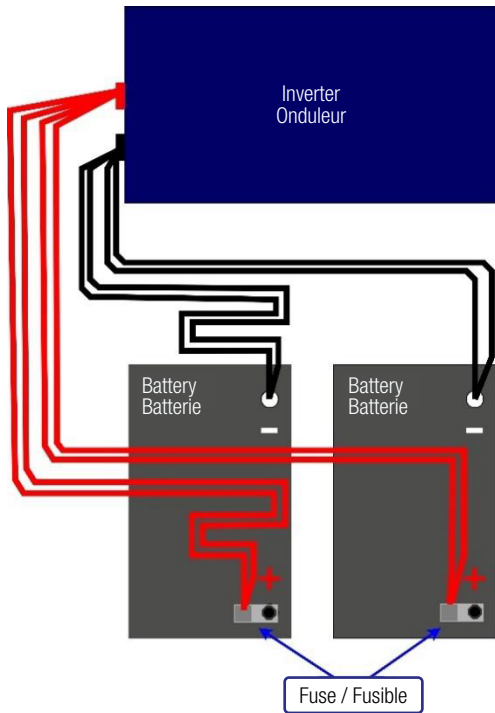 Inverter
Onduleur
Battery
Batterie
Battery
Batterie
−
−
+
+
Fuse / Fusible